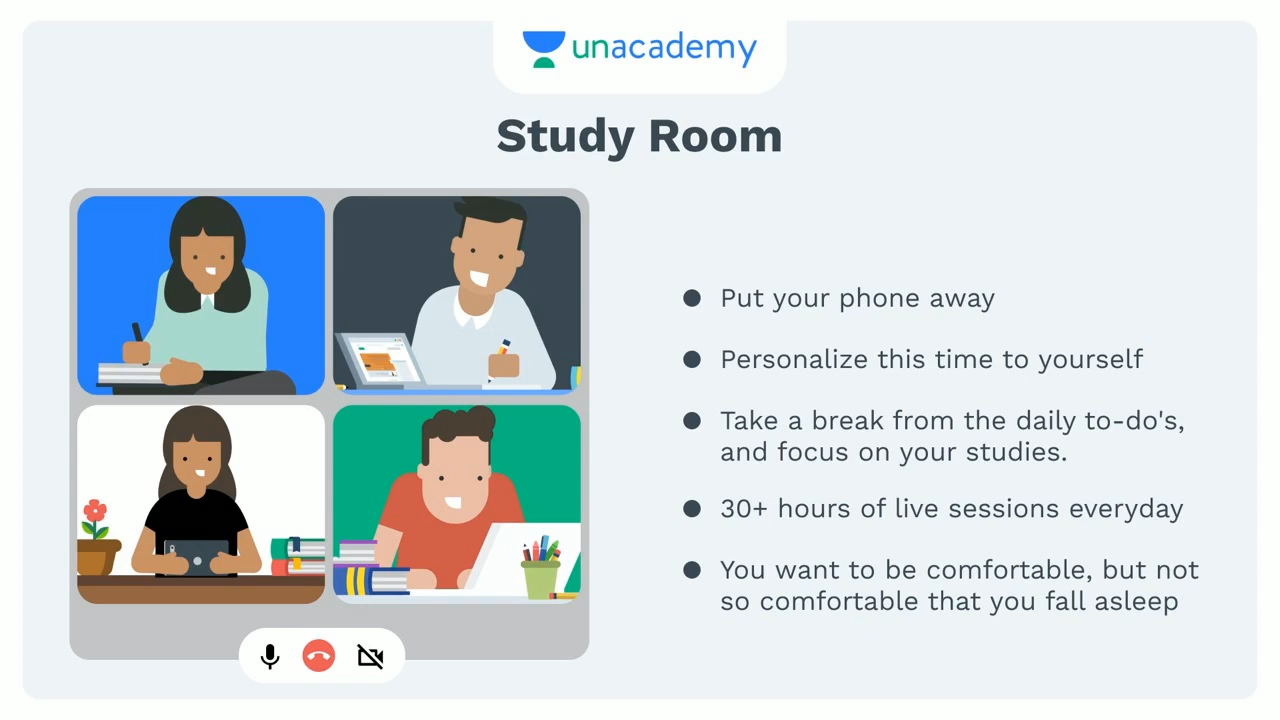 unacademy
Study Room
Put your phone away
Personalize this time to yourself
Take a break from the daily to-do's,
and focus on your studies.
30+ hours of live sessions everyday
You want to be comfortable, but not
so comfortable that you fall asleep